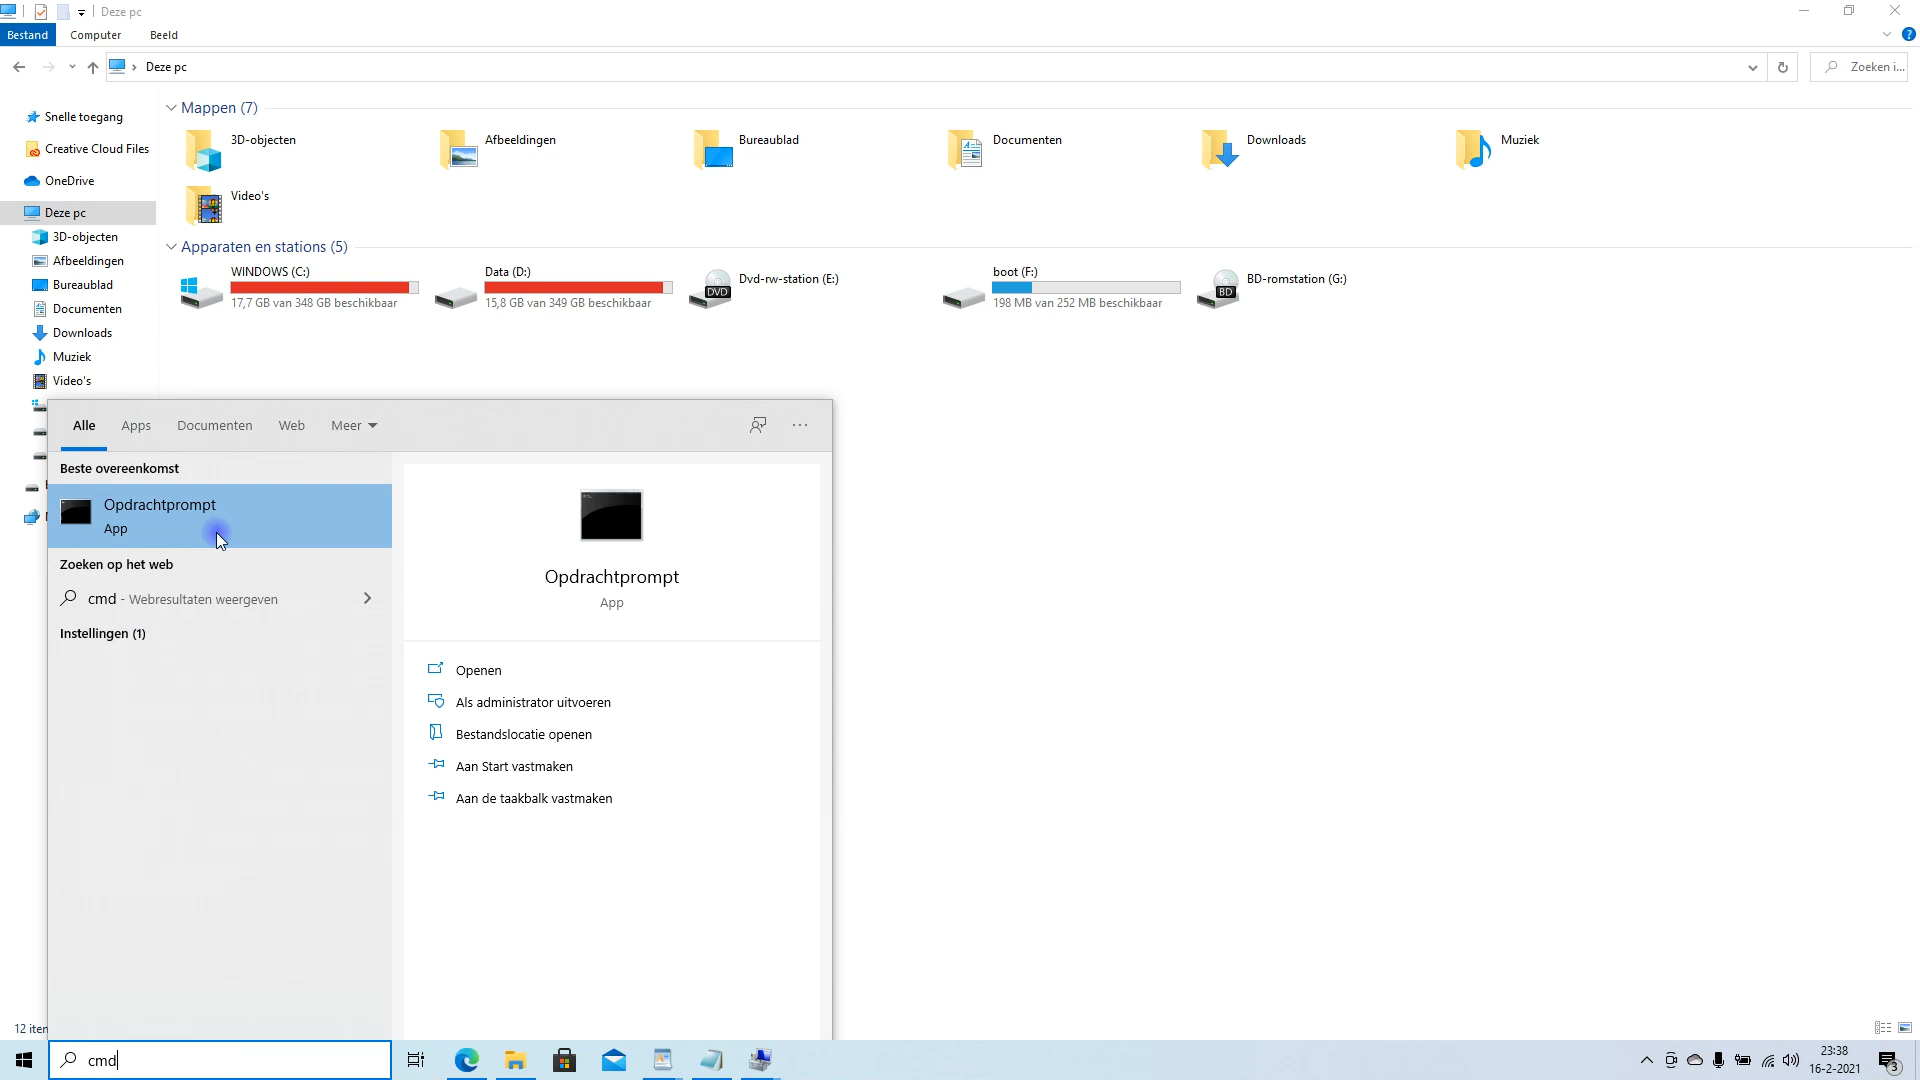 Deze pc
Bestand
Computer
Beeld
Deze pc
Zoeken i...
Snelle toegang
Creative Cloud Files
OneDrive
Deze pc
3D-objecten
Afbeeldingen
Bureaublad
Documenten
Downloads
Muziek
Video's
Mappen (7)
3D-objecten
Afbeeldingen
Bureaublad
Documenten
Downloads
Muziek
Video's
Apparaten en stations (5)
WINDOWS (C:)
17,7 GB van 348 GB beschikbaar
Data (D:)
15,8 GB van 349 GB beschikbaar
DVD
Dvd-rw-station (E:)
boot (F:)
198 MB van 252 MB beschikbaar
BD
BD-romstation (G:)
Alle
Apps
Documenten
Web
Meer
Beste overeenkomst
Opdrachtprompt
App
Zoeken op het web
cmd - Webresultaten weergeven
Instellingen (1)
Opdrachtprompt
App
Openen
Als administrator uitvoeren
Bestandslocatie openen
Aan Start vastmaken
Aan de taakbalk vastmaken
12 iter
cmd
23:38
16-2-2021
3